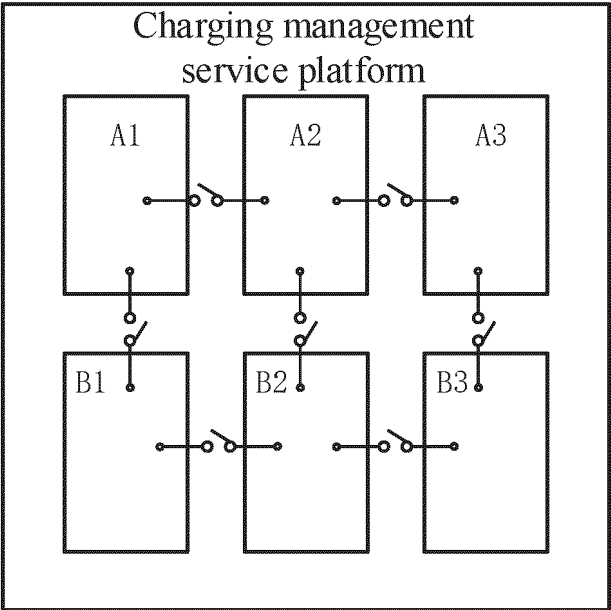 Charging management
service platform
A1
A2
A3
B1
B2
B3